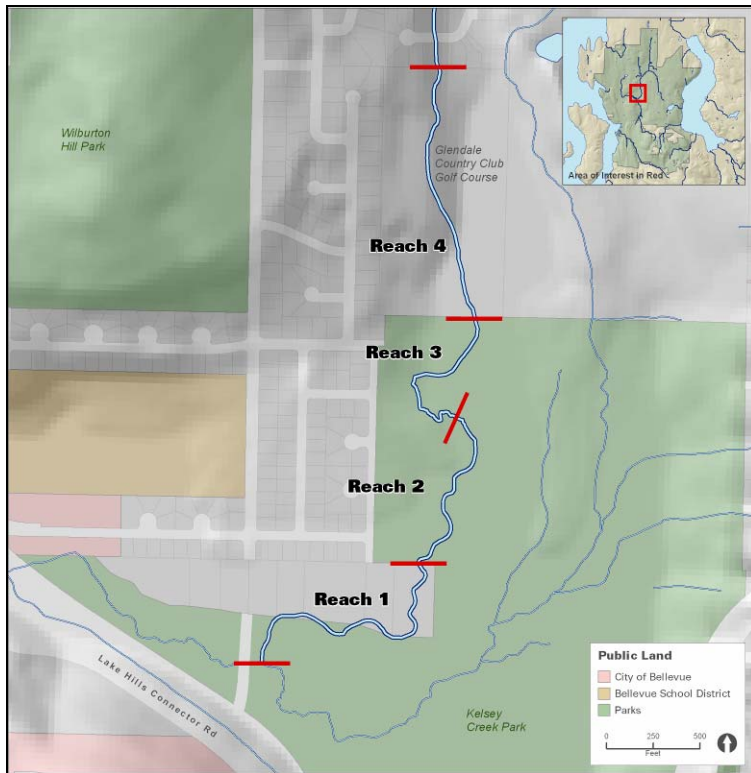 Wilburton
Hill Park
Glendale
Country Club
Golf Course
Area of Interest in Red
Reach 4
Reach 3
Reach 2
Reach 1
Lake Hills Connector Rd
Kelsey
Creek Park
Public Land
City of Bellevue
Bellevue School District
Parks
0 250 500
Feet